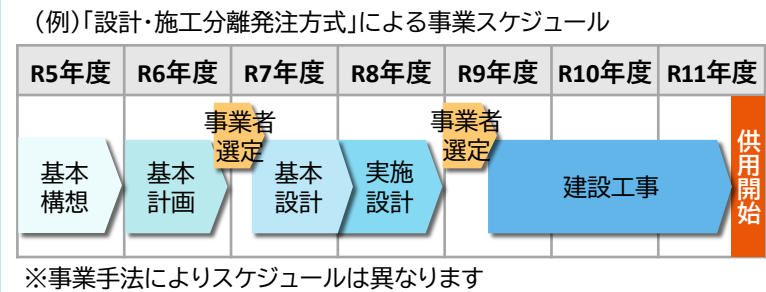 (例)「設計・施工分離発注方式」による事業スケジュール
R5年度 R6年度 R7年度 R8年度 R9年度 R10年度 R11年度
事業者
選定
事業者
選定
基本
構想
基本
計画
基本
設計
実施
設計
建設工事
供用開始
※事業手法によりスケジュールは異なります